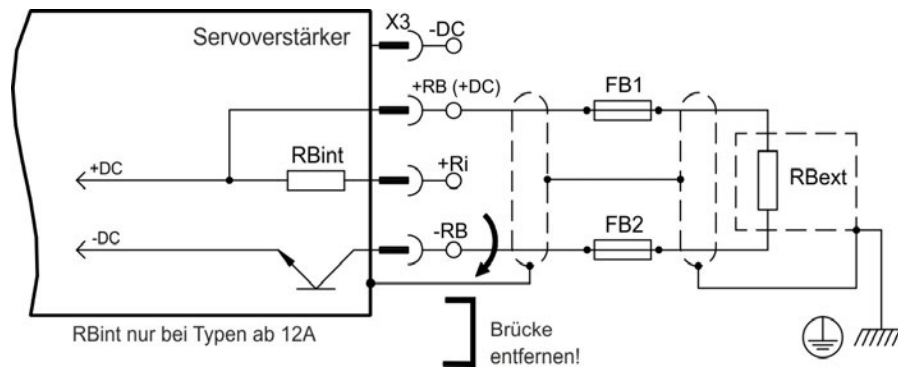 Servoverstärker
X3
-DC
+RB (+DC)
FB1
+DC
RBint
+Ri
RBext
-DC
-RB
FB2
RBint nur bei Typen ab 12A
Brücke
entfernen!